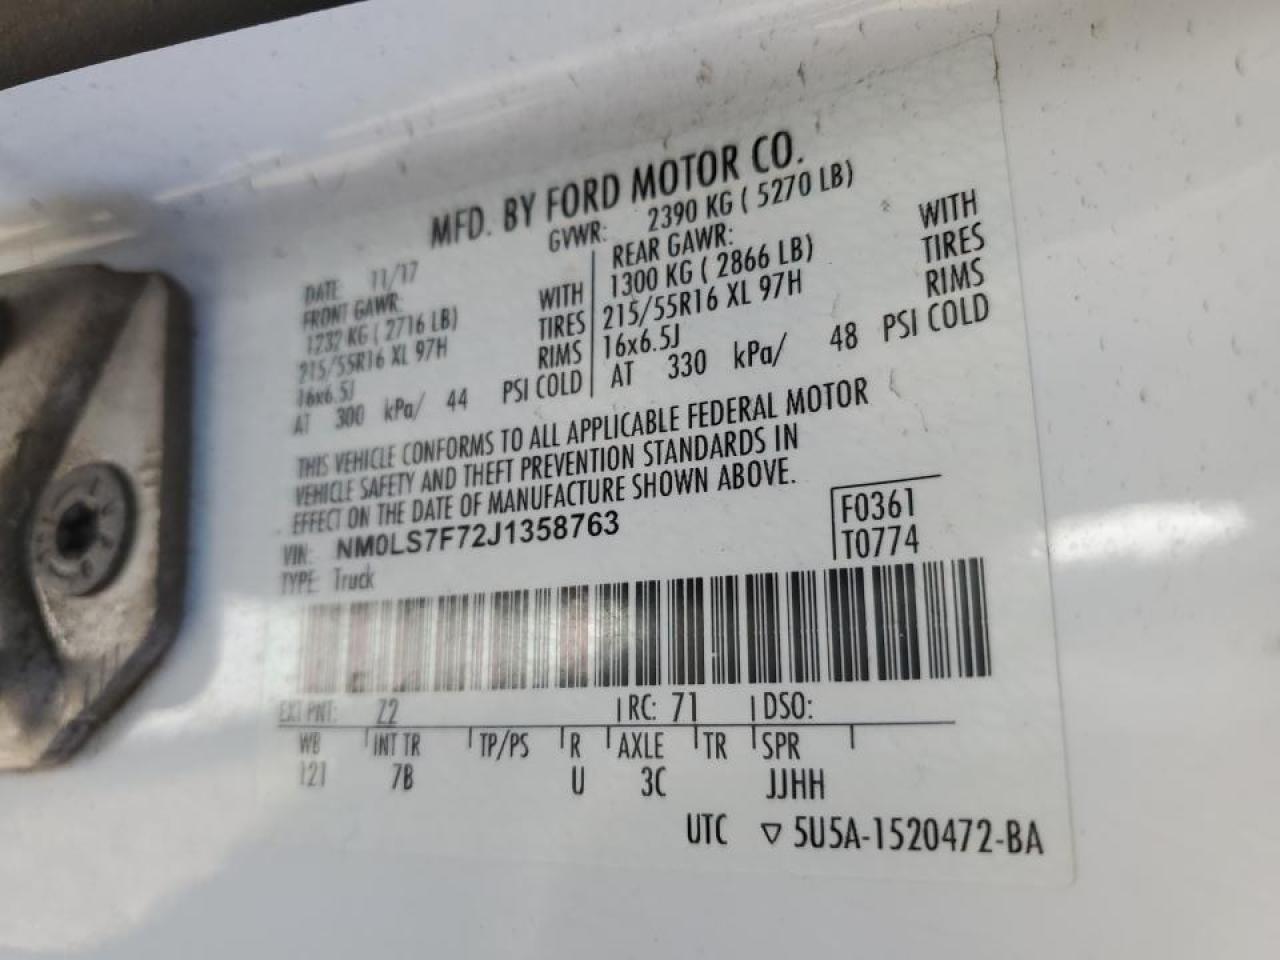 MFD. BY FORD MOTOR CO.
DATE: 11/17 GVWR: 2390 KG ( 5270 LB)
FRONT GAWR: REAR GAWR:
1232 KG ( 2716 LB) WITH 1300 KG ( 2866 LB) WITH
215/55R16 XL 97H TIRES 215/55R16 XL 97H TIRES
16x6.5J RIMS 16x6.5J RIMS
AT 300 kPa/ 44 PSI COLD AT 330 kPa/ 48 PSI COLD
THIS VEHICLE CONFORMS TO ALL APPLICABLE FEDERAL MOTOR
VEHICLE SAFETY AND THEFT PREVENTION STANDARDS IN
EFFECT ON THE DATE OF MANUFACTURE SHOWN ABOVE.
VIN: NM0LS7F72J1358763 F0361
TYPE: Truck T0774
EXT PNT: Z2 RC: 71 DSO:
WB INT TR TP/PS R AXLE TR SPR
121 7B U 3C JJHH
UTC ▽ 5U5A-1520472-BA